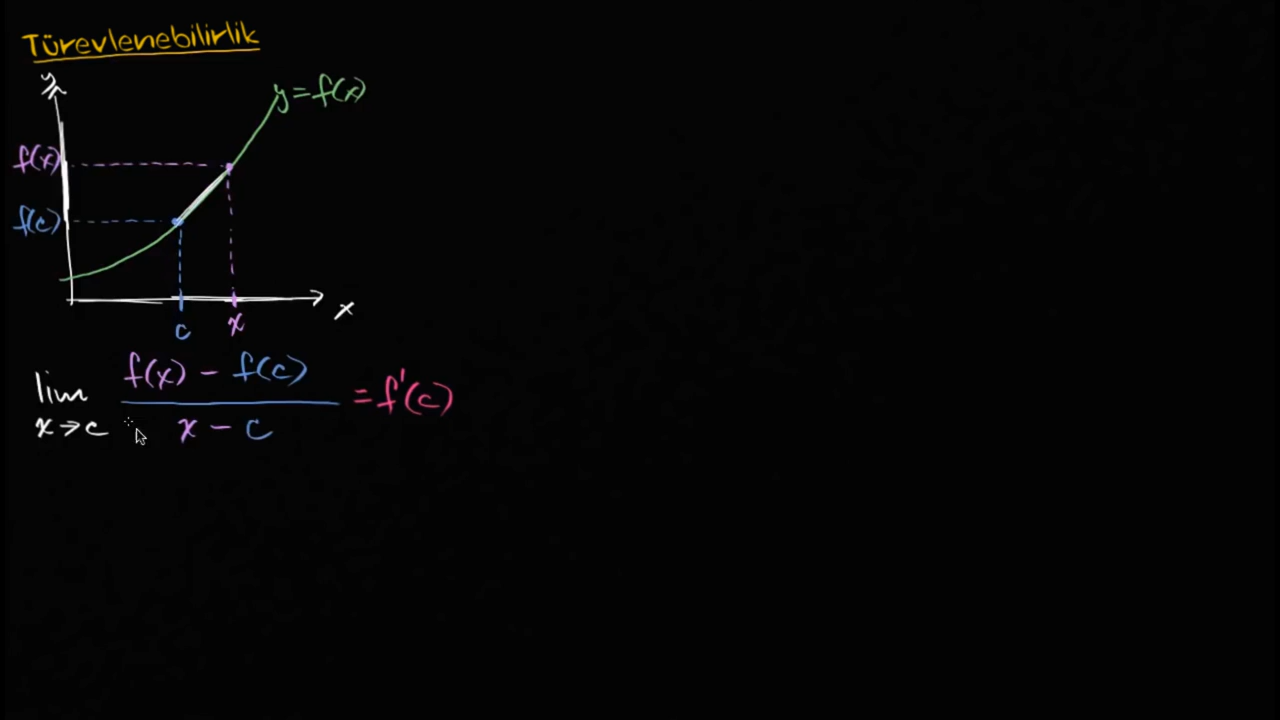 Türevlenebilirlik
y
y=f(x)
f(x)
f(c)
x
c
x
f(x) - f(c)
lim = f'(c)
x→c x - c